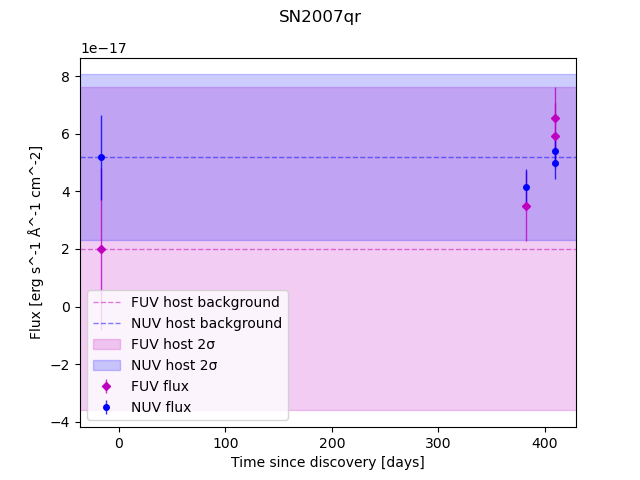 SN2007qr
1e−17
8
6
4
2
0
−2
−4
Flux [erg s^-1 Å^-1 cm^-2]
FUV host background
NUV host background
FUV host 2σ
NUV host 2σ
FUV flux
NUV flux
0 100 200 300 400
Time since discovery [days]